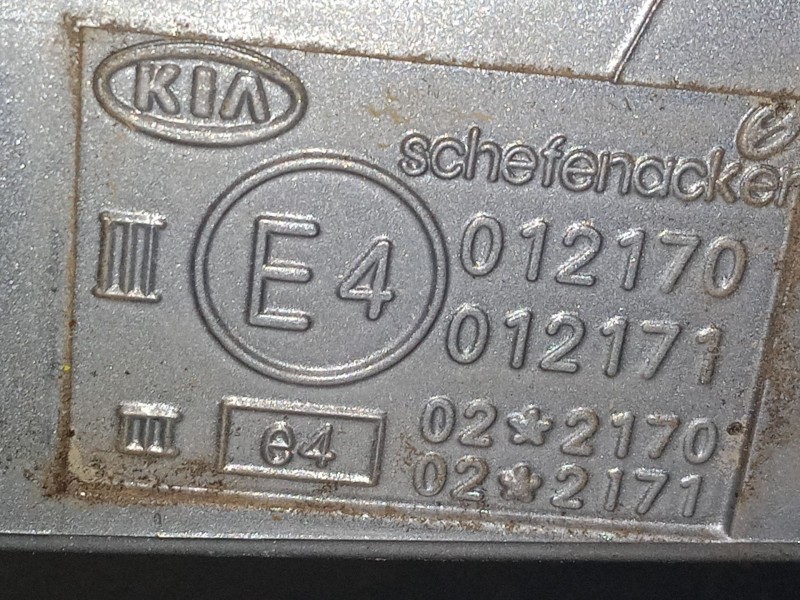 KIA
schefenacker
III E4 012170
012171
III e4 02*2170
02*2171